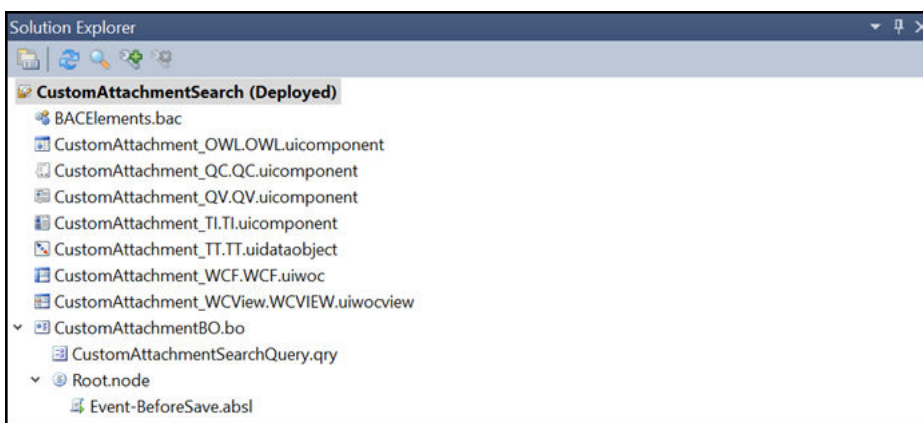 Solution Explorer
CustomAttachmentSearch (Deployed)
BACElements.bac
CustomAttachment_OWL.OWL.uicomponent
CustomAttachment_QC.QC.uicomponent
CustomAttachment_QV.QV.uicomponent
CustomAttachment_TI.TI.uicomponent
CustomAttachment_TT.TT.uidataobject
CustomAttachment_WCF.WCF.uiwoc
CustomAttachment_WCView.WCVIEW.uiwocview
CustomAttachmentBO.bo
CustomAttachmentSearchQuery.qry
Root.node
Event-BeforeSave.absl